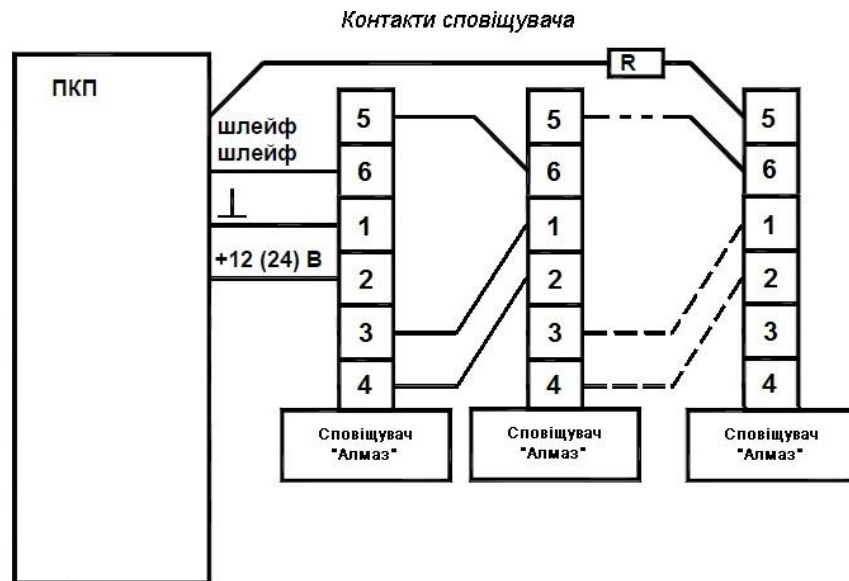 Контакти сповіщувача
ПКП
R
шлейф
шлейф
⊥
+12 (24) В
5
6
1
2
3
4
5
6
1
2
3
4
5
6
1
2
3
4
Сповіщувач
"Алмаз"
Сповіщувач
"Алмаз"
Сповіщувач
"Алмаз"